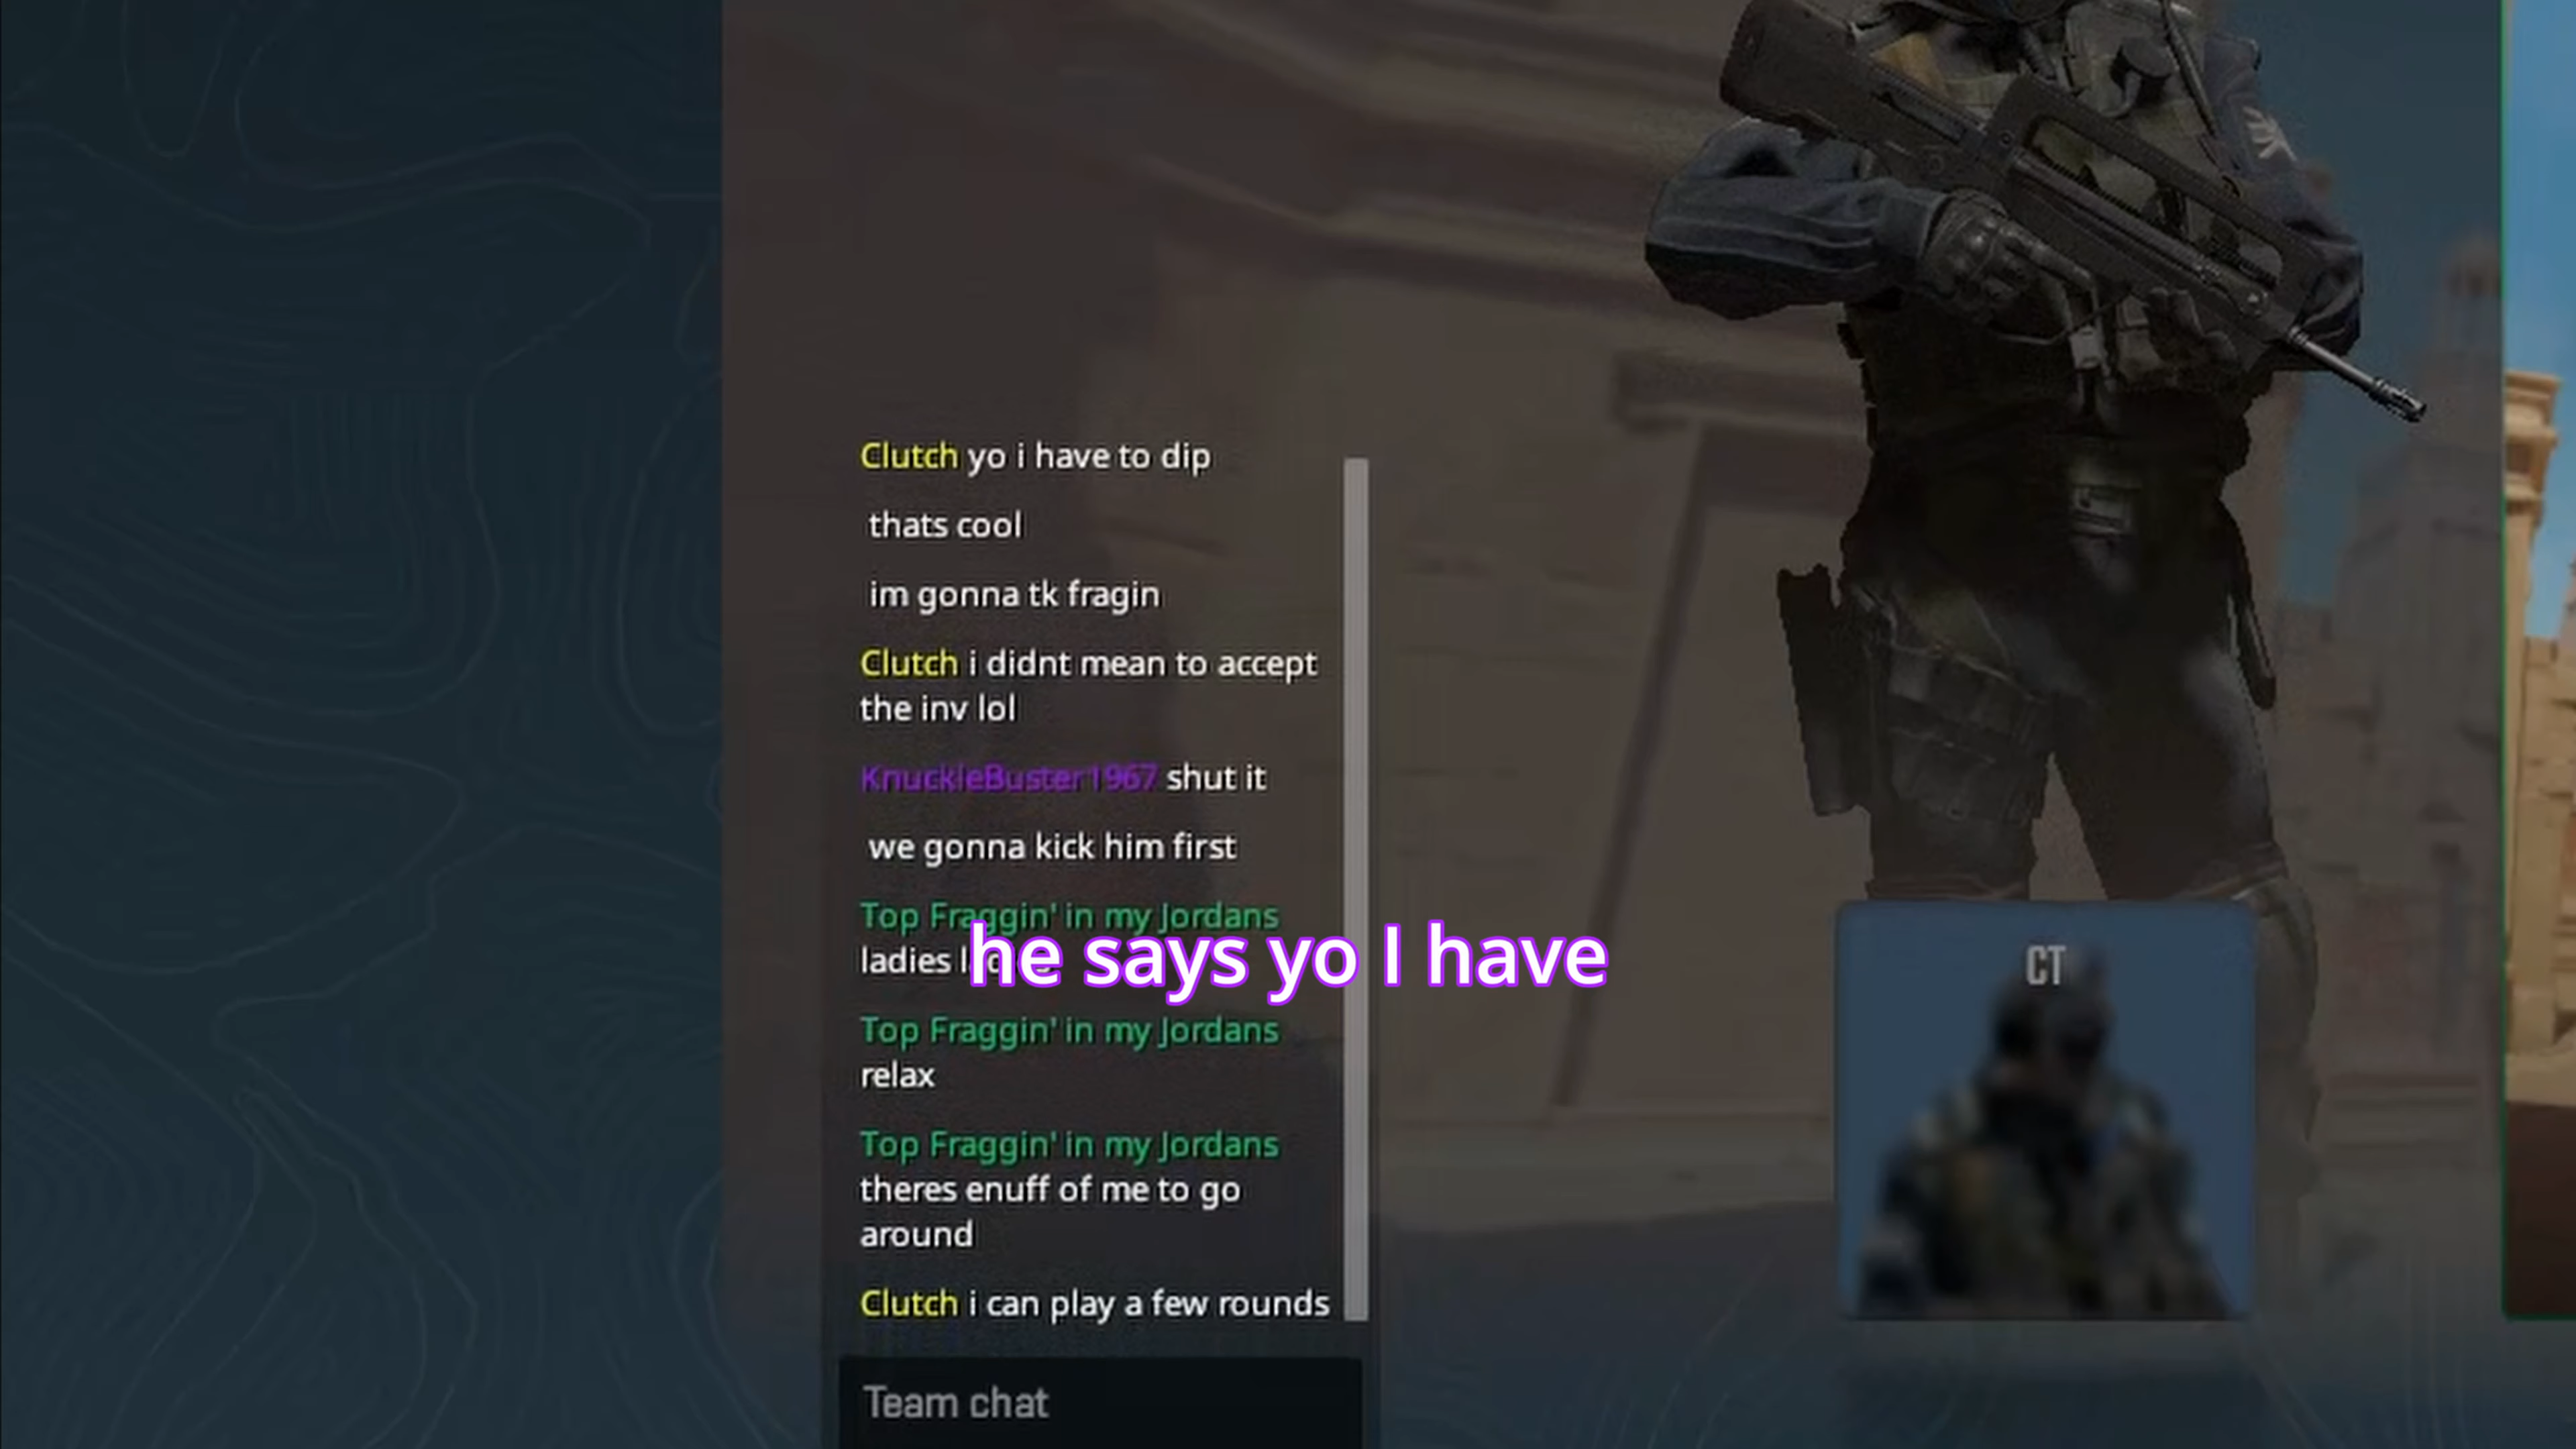 Clutch yo i have to dip
thats cool
im gonna tk fragin
Clutch i didnt mean to accept
the inv lol
KnuckleBuster1967 shut it
we gonna kick him first
Top Fraggin' in my Jordans
ladies
he says yo I have
Top Fraggin' in my Jordans
relax
Top Fraggin' in my Jordans
theres enuff of me to go
around
Clutch i can play a few rounds
Team chat
CT